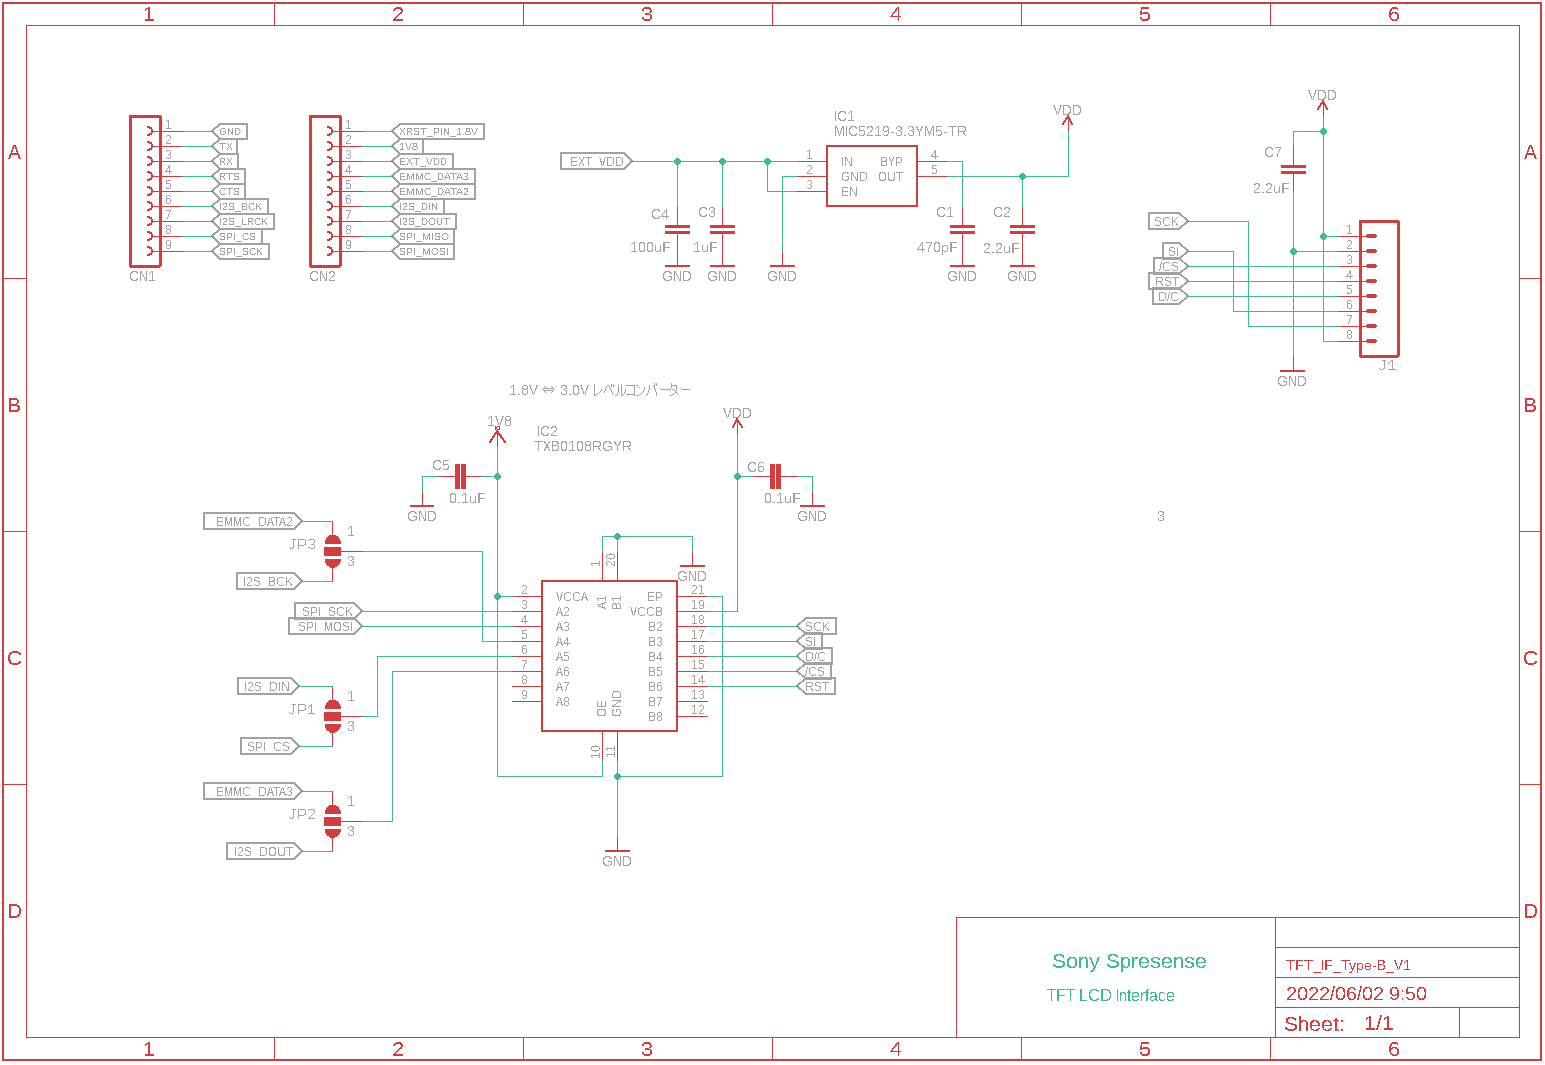 1 2 3 4 5 6
A
A
B
B
C
C
D
D
1 GND
2 TX
3 RX
4 RTS
5 CTS
6 I2S_BCK
7 I2S_LRCK
8 SPI_CS
9 SPI_SCK
CN1
1 XRST_PIN_1.8V
2 1V8
3 EXT_VDD
4 EMMC_DATA3
5 EMMC_DATA2
6 I2S_DIN
7 I2S_DOUT
8 SPI_MISO
9 SPI_MOSI
CN2
EXT_VDD
IC1
MIC5219-3.3YM5-TR
1 IN BYP 4
2 GND OUT 5
3 EN
VDD
C4
100uF
GND
C3
1uF
GND
GND
C1
470pF
GND
C2
2.2uF
GND
VDD
C7
2.2uF
SCK
SI
/CS
RST
D/C
1
2
3
4
5
6
7
8
J1
GND
1.8V ⇔ 3.0V レベルコンバーター
1V8
IC2
TXB0108RGYR
VDD
C5
0.1uF
GND
C6
0.1uF
GND
3
EMMC_DATA2
JP3
1
3
I2S_BCK
SPI_SCK
SPI_MOSI
I2S_DIN
JP1
1
3
SPI_CS
EMMC_DATA3
JP2
1
3
I2S_DOUT
1 20
GND
A1 B1
2 VCCA EP 21
3 A2 VCCB 19
4 A3 B2 18
5 A4 B3 17
6 A5 B4 16
7 A6 B5 15
8 A7 B6 14
9 A8 B7 13
B8 12
OE GND
10 11
GND
SCK
SI
D/C
/CS
RST
Sony Spresense
TFT LCD Interface
TFT_IF_Type-B_V1
2022/06/02 9:50
Sheet: 1/1
1 2 3 4 5 6